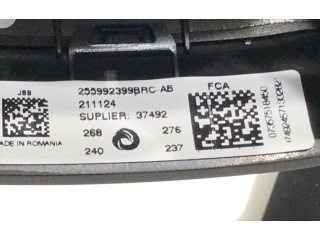 JBB
255992399BRC-AB
211124
SUPLIER: 37492
268
276
240
237
ADE IN ROMANIA
FCA